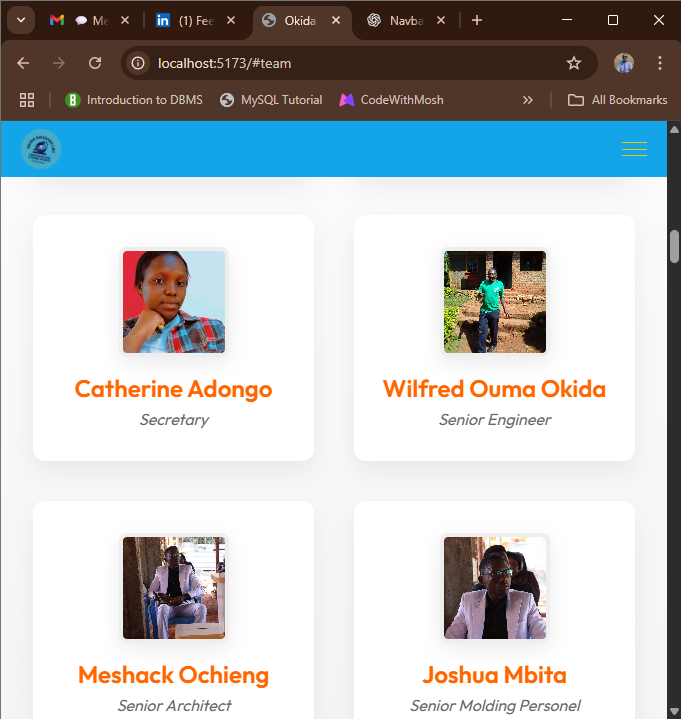 Me
(1) Fee
Okida
Navba
localhost:5173/#team
Introduction to DBMS
MySQL Tutorial
CodeWithMosh
All Bookmarks
Catherine Adongo
Secretary
Wilfred Ouma Okida
Senior Engineer
Meshack Ochieng
Senior Architect
Joshua Mbita
Senior Molding Personel